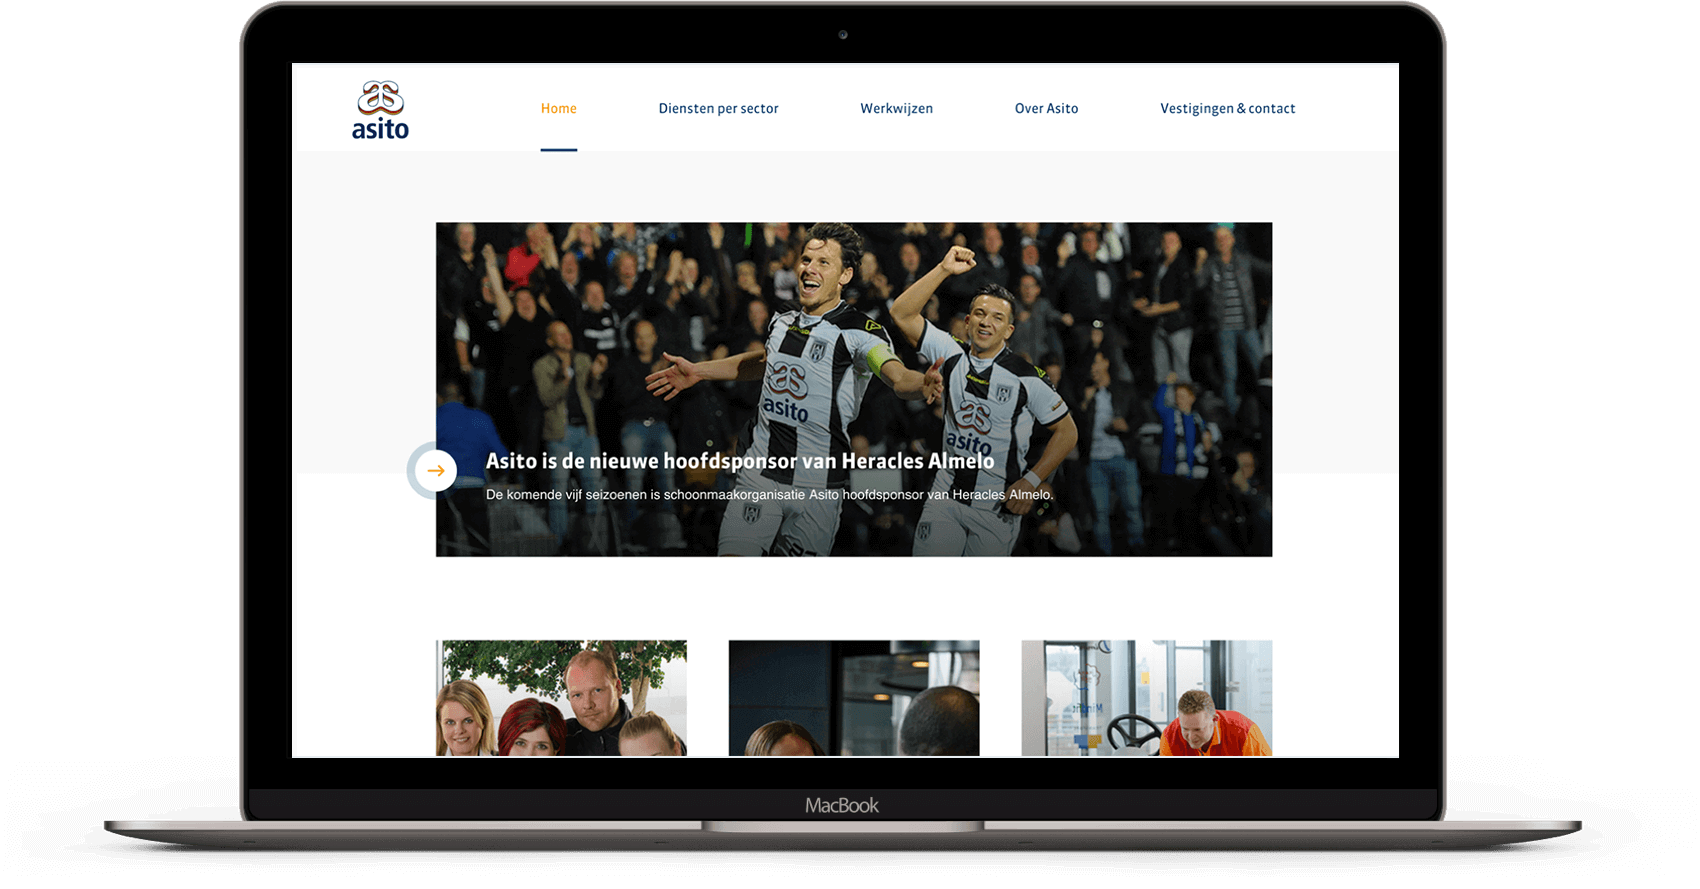 asito
Home
Diensten per sector
Werkwijzen
Over Asito
Vestigingen & contact
asito
asito
Asito is de nieuwe hoofdsponsor van Heracles Almelo
De komende vijf seizoenen is schoonmaakorganisatie Asito hoofdsponsor van Heracles Almelo.
MacBook